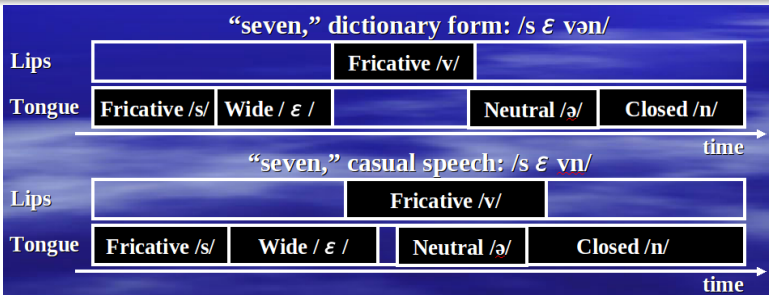 “seven,” dictionary form: /s ɛ vən/
Lips Fricative /v/
Tongue Fricative /s/ Wide / ɛ / Neutral /ə/ Closed /n/
time
“seven,” casual speech: /s ɛ vn/
Lips Fricative /v/
Tongue Fricative /s/ Wide / ɛ / Neutral /ə/ Closed /n/
time